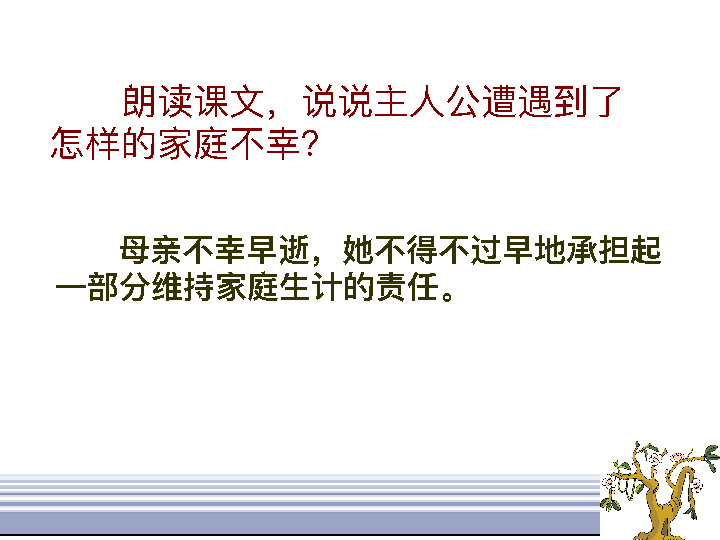 朗读课文，说说主人公遭遇到了
怎样的家庭不幸？
母亲不幸早逝，她不得不过早地承担起
一部分维持家庭生计的责任。